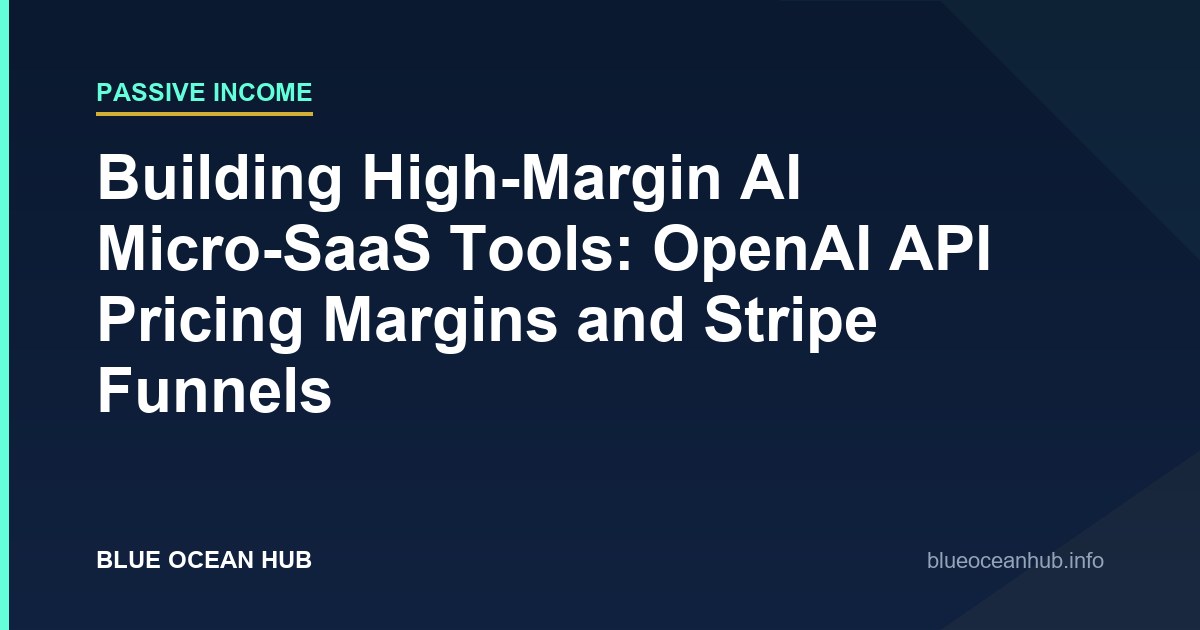 PASSIVE INCOME
Building High-Margin AI
Micro-SaaS Tools: OpenAI API
Pricing Margins and Stripe
Funnels
BLUE OCEAN HUB
blueoceanhub.info